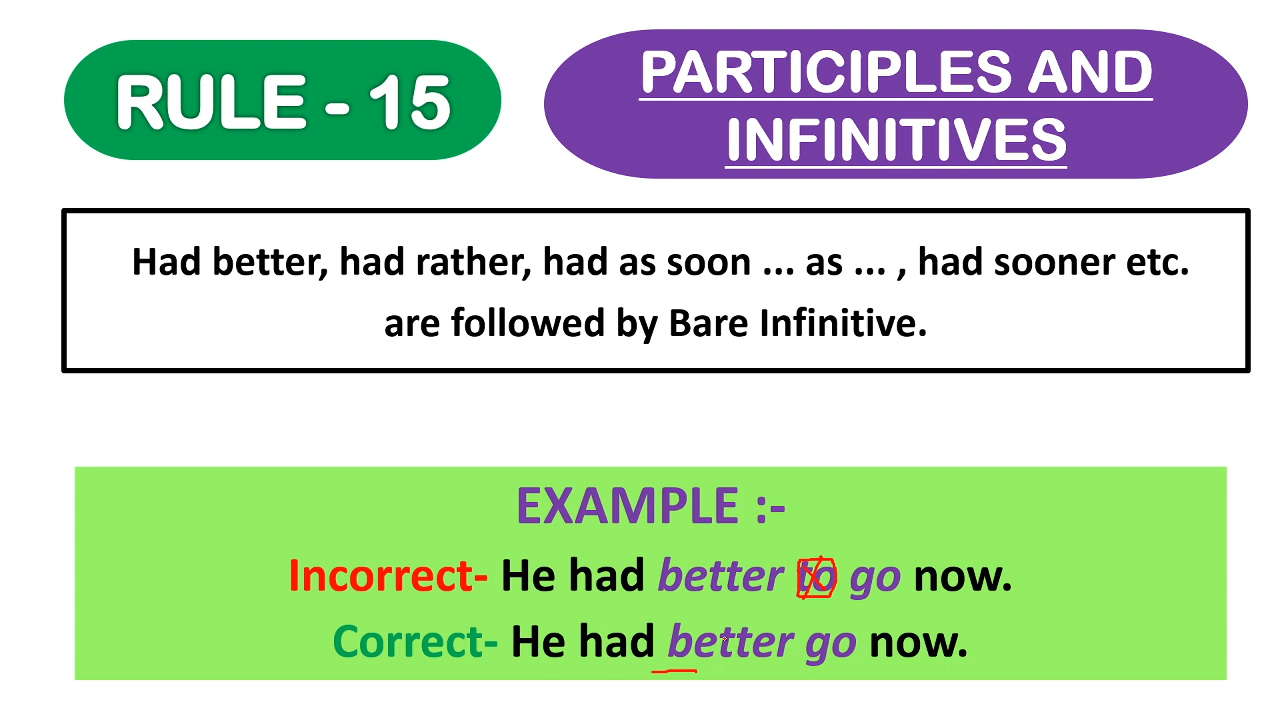 RULE - 15
PARTICIPLES AND
INFINITIVES
Had better, had rather, had as soon ... as ... , had sooner etc.
are followed by Bare Infinitive.
EXAMPLE :-
Incorrect- He had better to go now.
Correct- He had better go now.